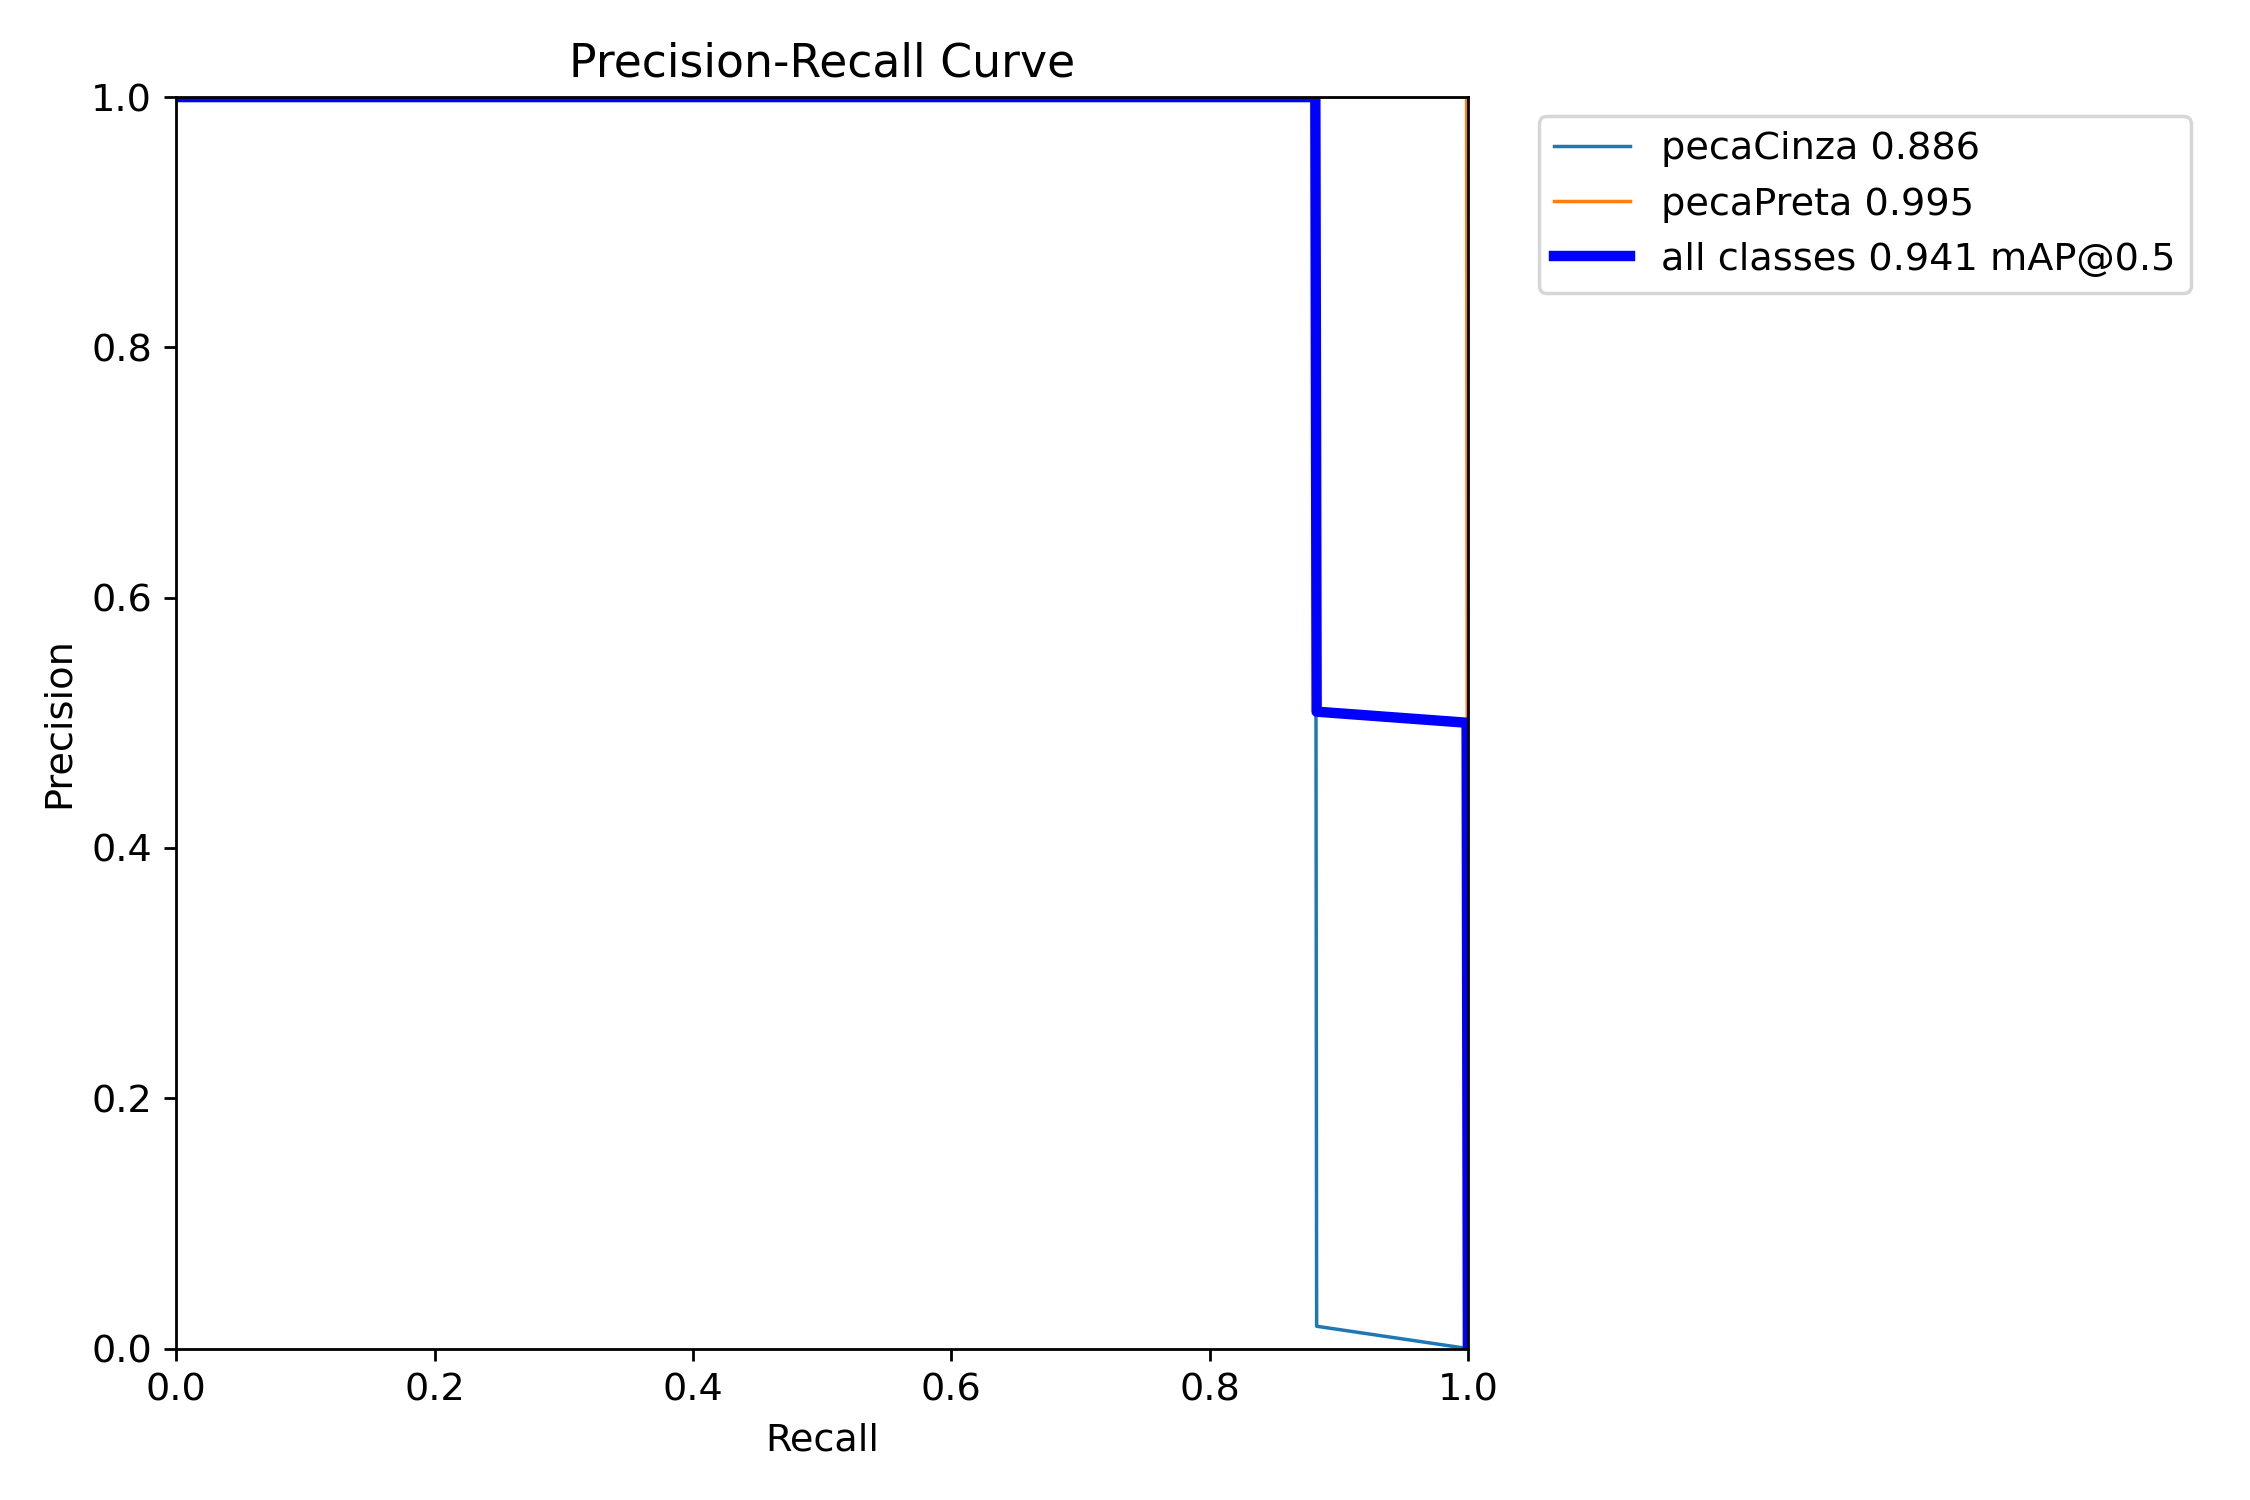 Precision-Recall Curve
1.0
0.8
0.6
0.4
0.2
0.0
Precision
0.0 0.2 0.4 0.6 0.8 1.0
Recall
pecaCinza 0.886
pecaPreta 0.995
all classes 0.941 mAP@0.5